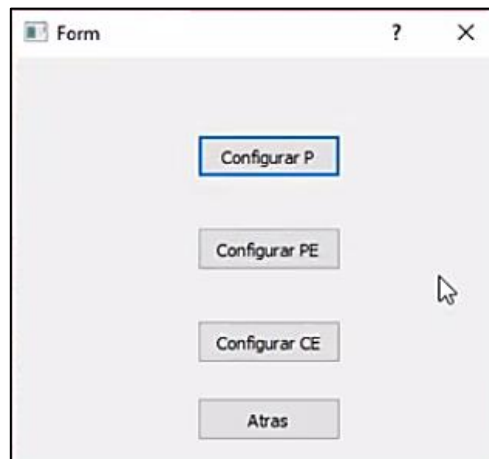 Form ? ×
Configurar P
Configurar PE
Configurar CE
Atras